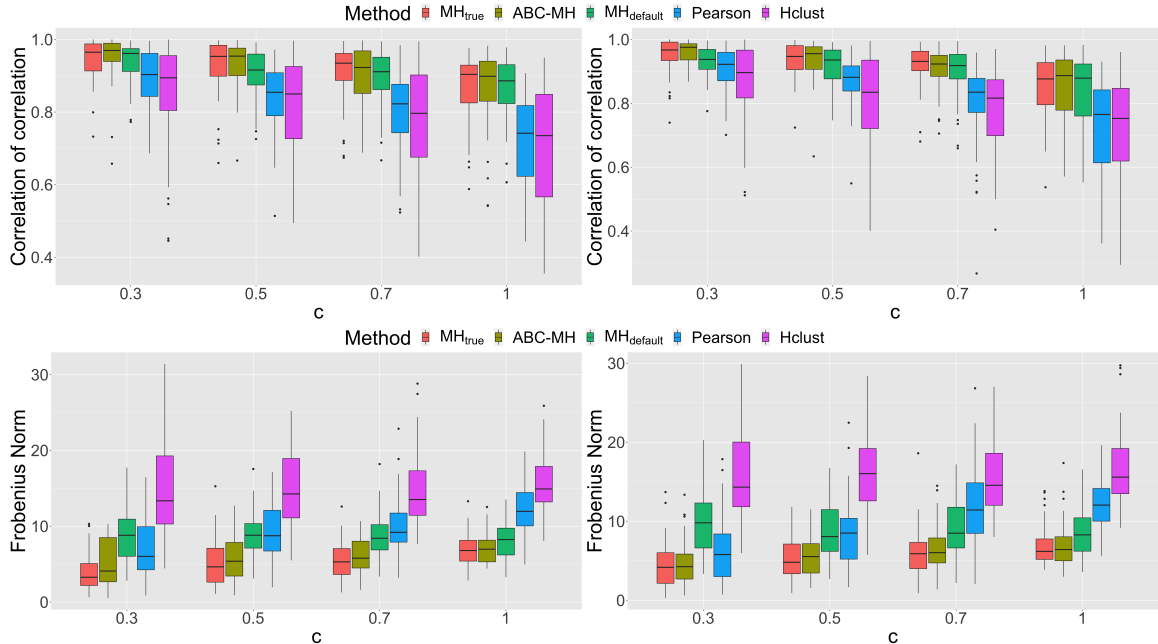 Method MHtrue ABC-MH MHdefault Pearson Hclust
Correlation of correlation
1.0
0.8
0.6
0.4
0.3 0.5 0.7 1
c
Correlation of correlation
1.0
0.8
0.6
0.4
0.3 0.5 0.7 1
c
Method MHtrue ABC-MH MHdefault Pearson Hclust
Frobenius Norm
30
20
10
0
0.3 0.5 0.7 1
c
Frobenius Norm
30
20
10
0
0.3 0.5 0.7 1
c